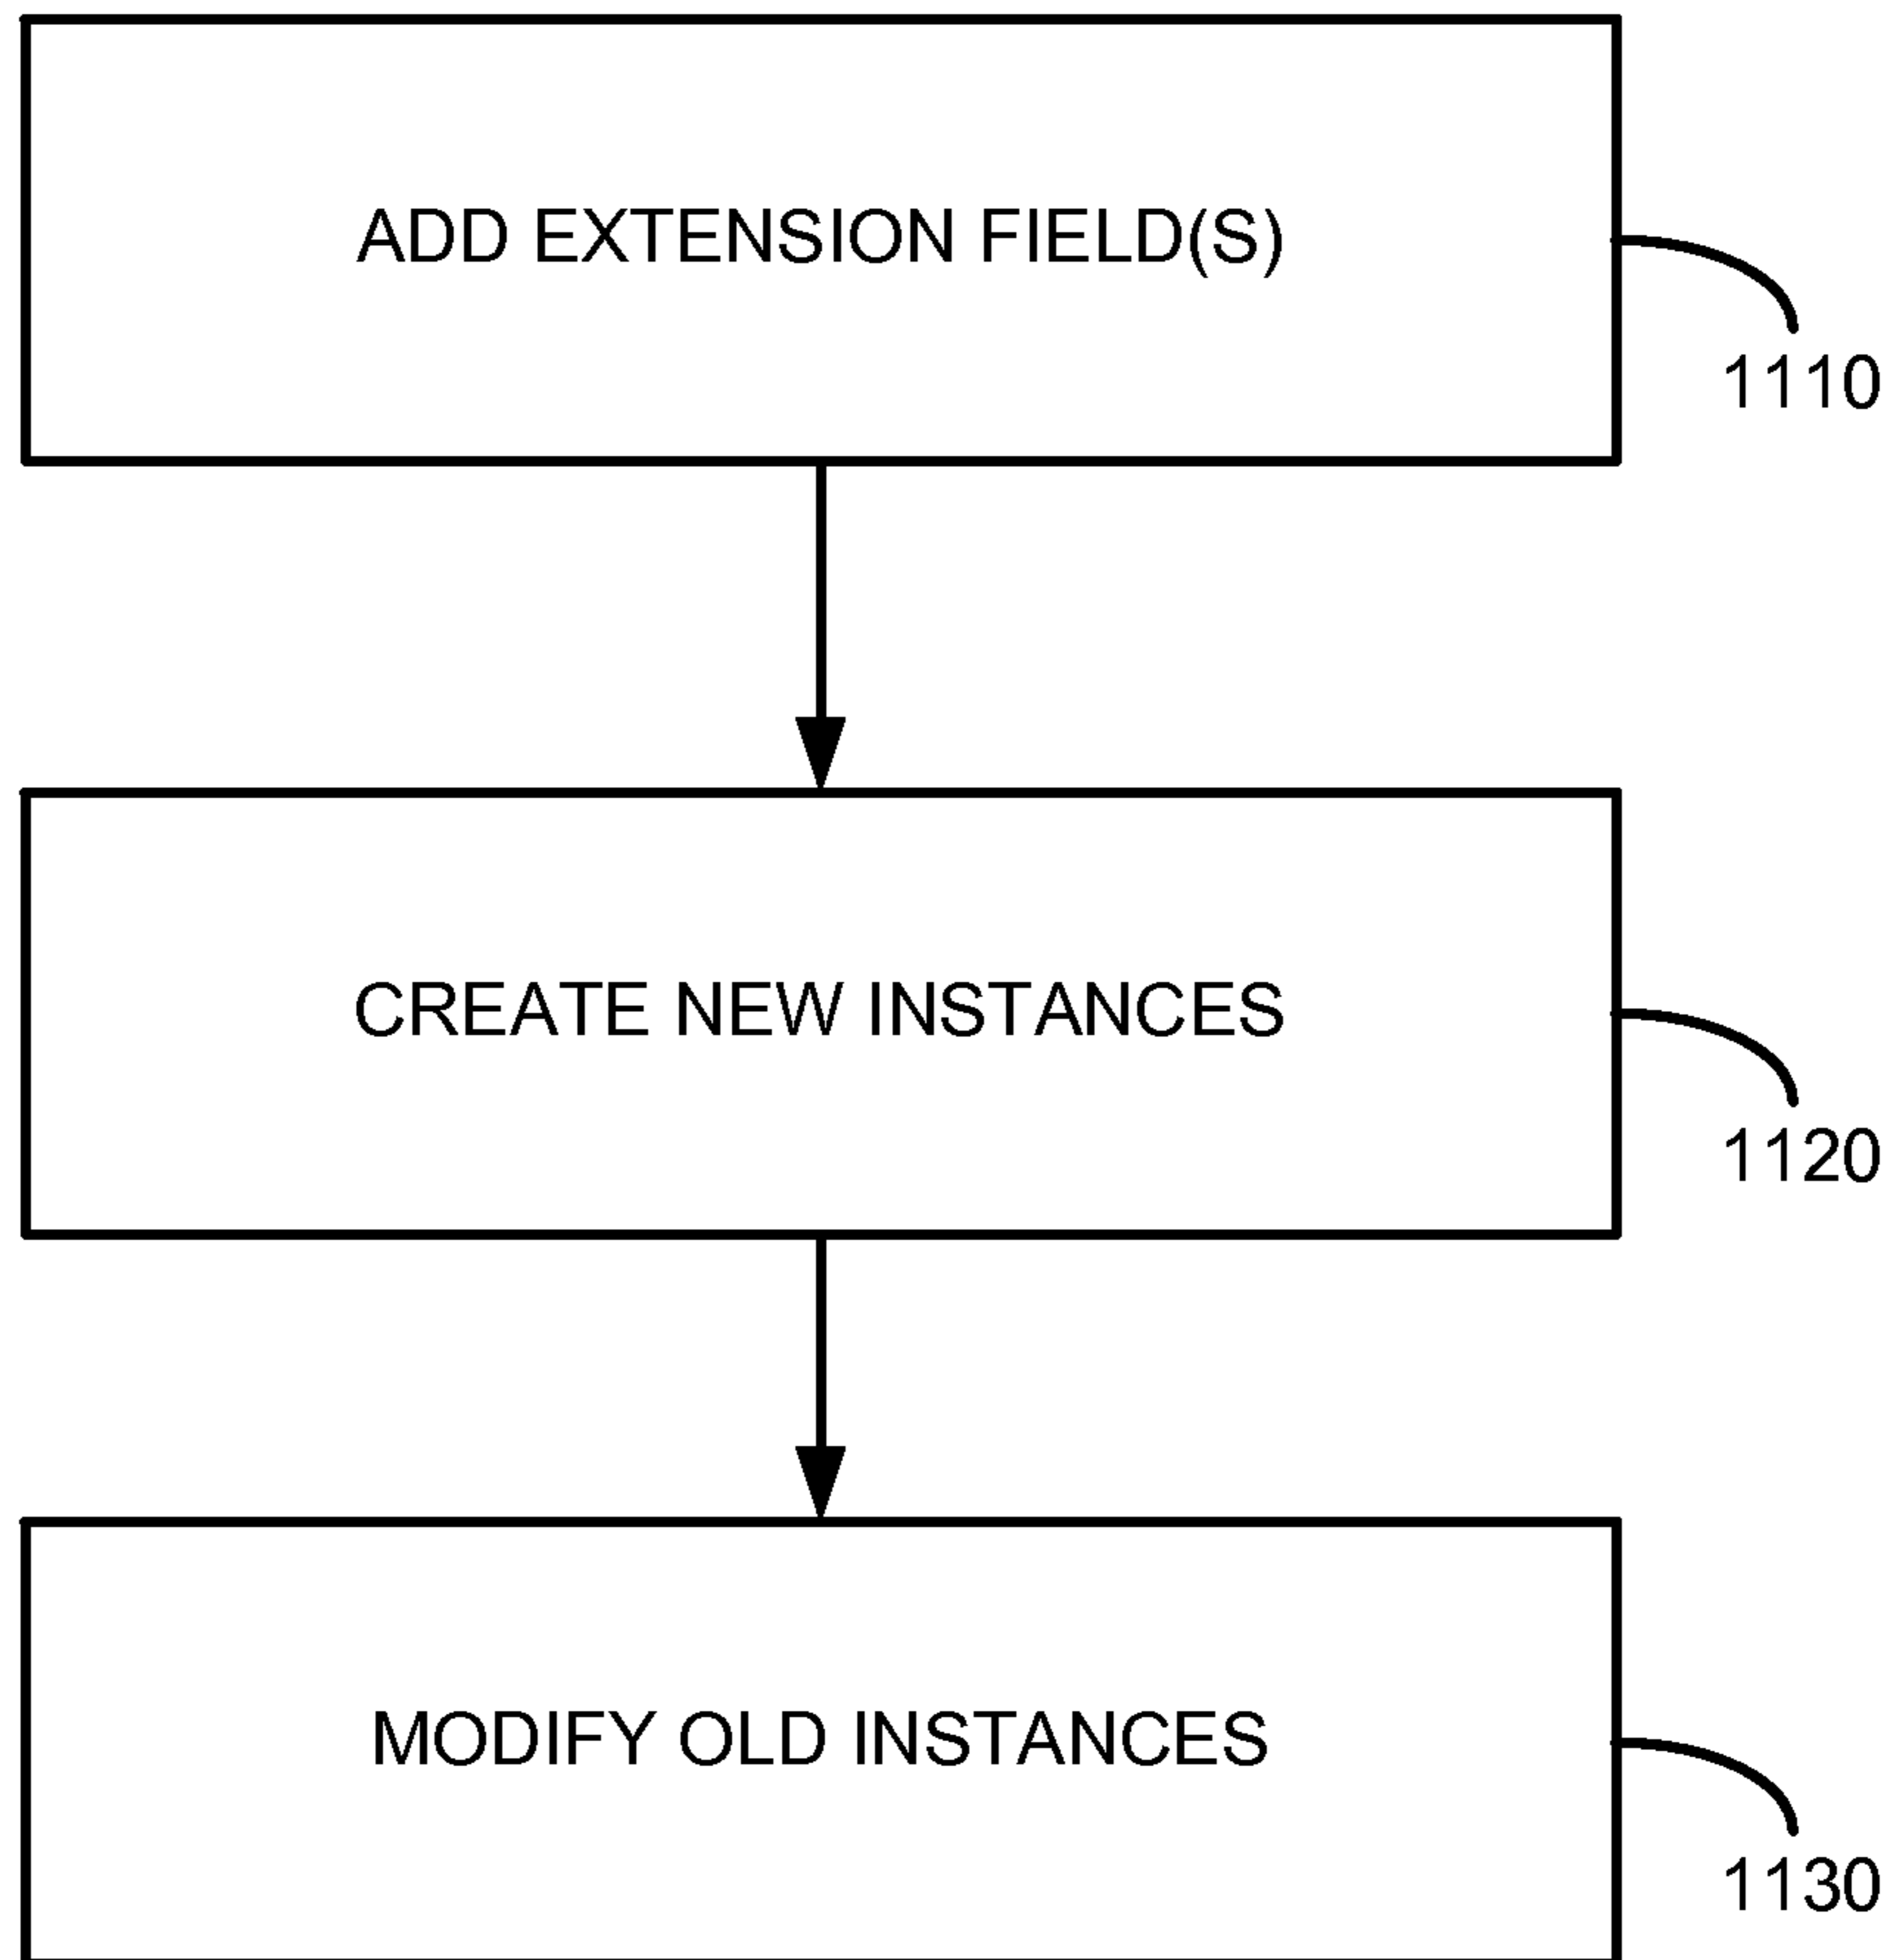 ADD EXTENSION FIELD(S)
1110
CREATE NEW INSTANCES
1120
MODIFY OLD INSTANCES
1130